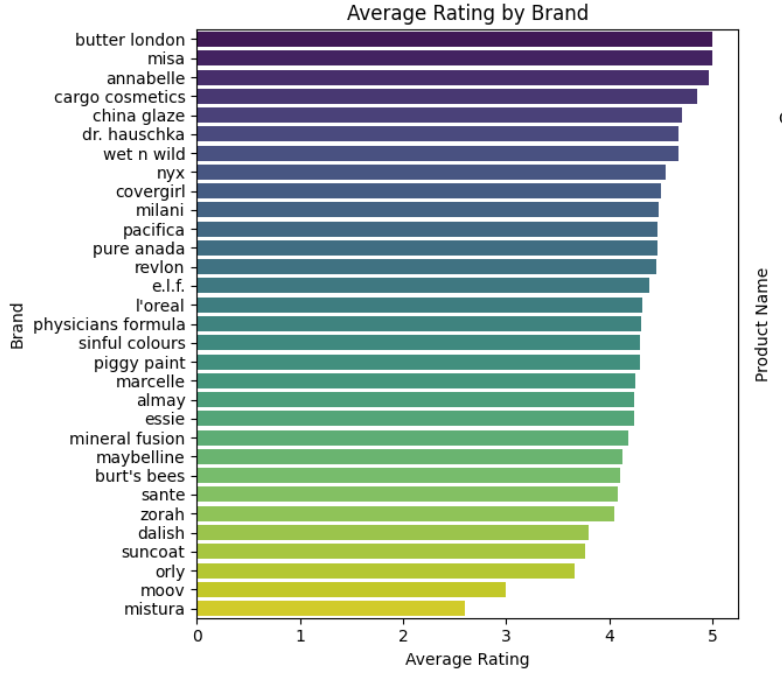 Average Rating by Brand
butter london
misa
annabelle
cargo cosmetics
china glaze
dr. hauschka
wet n wild
nyx
covergirl
milani
pacifica
pure anada
revlon
e.l.f.
l'oreal
physicians formula
sinful colours
piggy paint
marcelle
almay
essie
mineral fusion
maybelline
burt's bees
sante
zorah
dalish
suncoat
orly
moov
mistura
Brand
0 1 2 3 4 5
Average Rating
Product Name